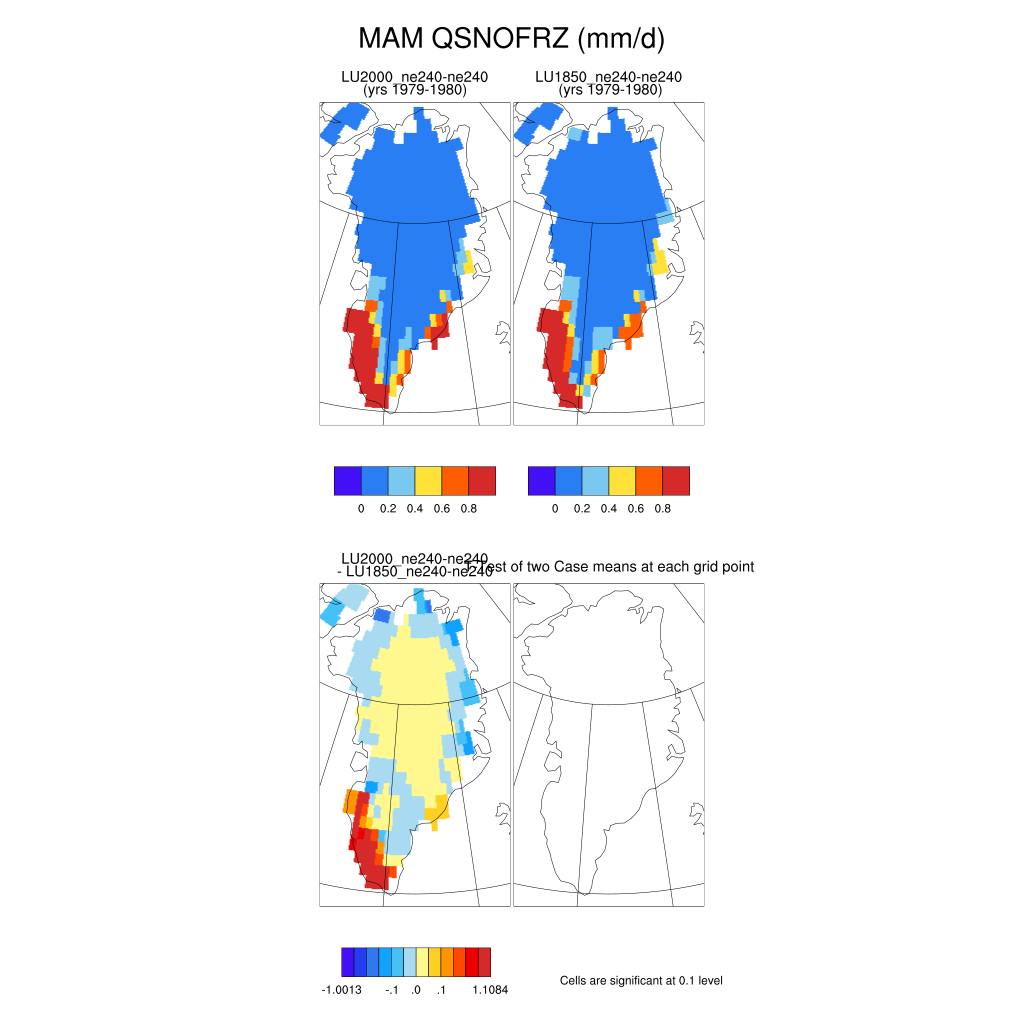 MAM QSNOFRZ (mm/d)
LU2000_ne240-ne240
(yrs 1979-1980)
LU1850_ne240-ne240
(yrs 1979-1980)
0 0.2 0.4 0.6 0.8
0 0.2 0.4 0.6 0.8
LU2000_ne240-ne240
- LU1850_ne240-ne240
T-Test of two Case means at each grid point
-1.0013 -.1 .0 .1 1.1084
Cells are significant at 0.1 level